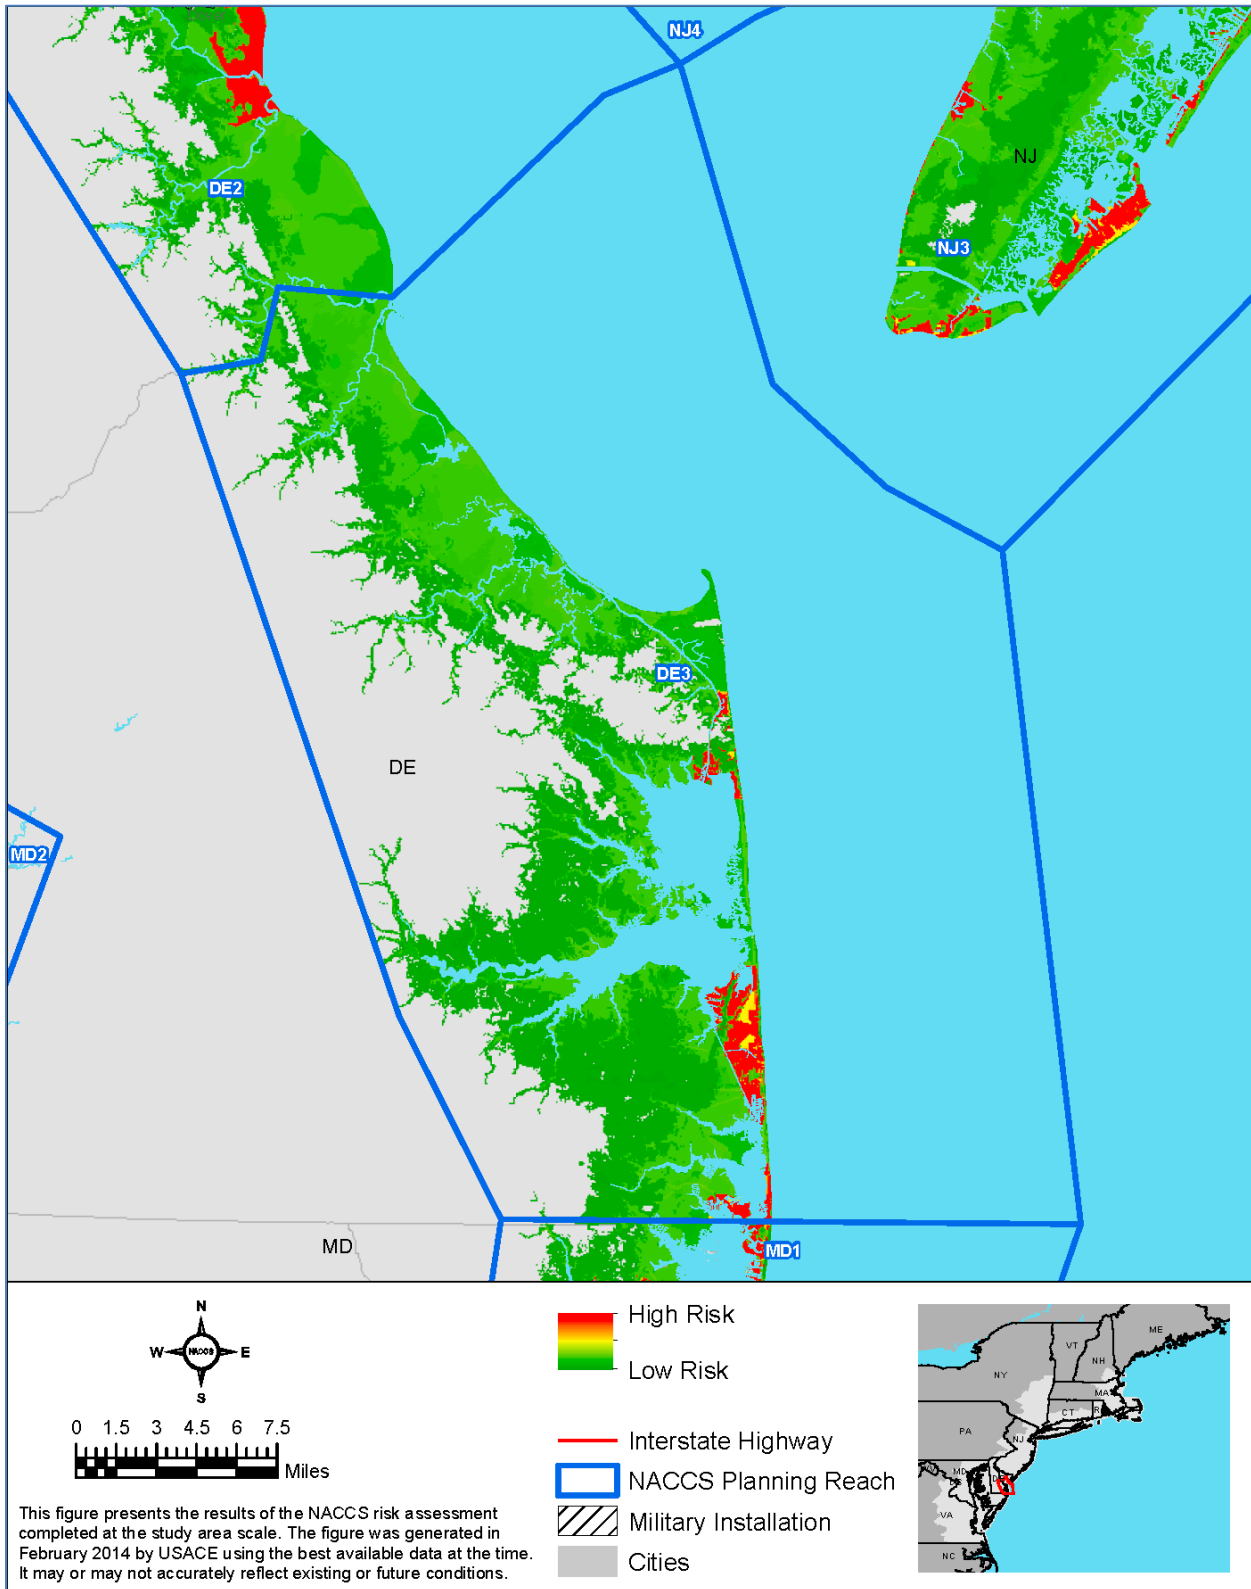 NJ4
NJ
DE2
NJ3
DE3
DE
MD2
MD
MD1
N
W
NACCS
E
S
0 1.5 3 4.5 6 7.5
Miles
High Risk
Low Risk
Interstate Highway
NACCS Planning Reach
Military Installation
Cities
This figure presents the results of the NACCS risk assessment
completed at the study area scale. The figure was generated in
February 2014 by USACE using the best available data at the time.
It may or may not accurately reflect existing or future conditions.
ME
VT
NH
NY
MA
CT
PA
NJ
MD
VA
NC